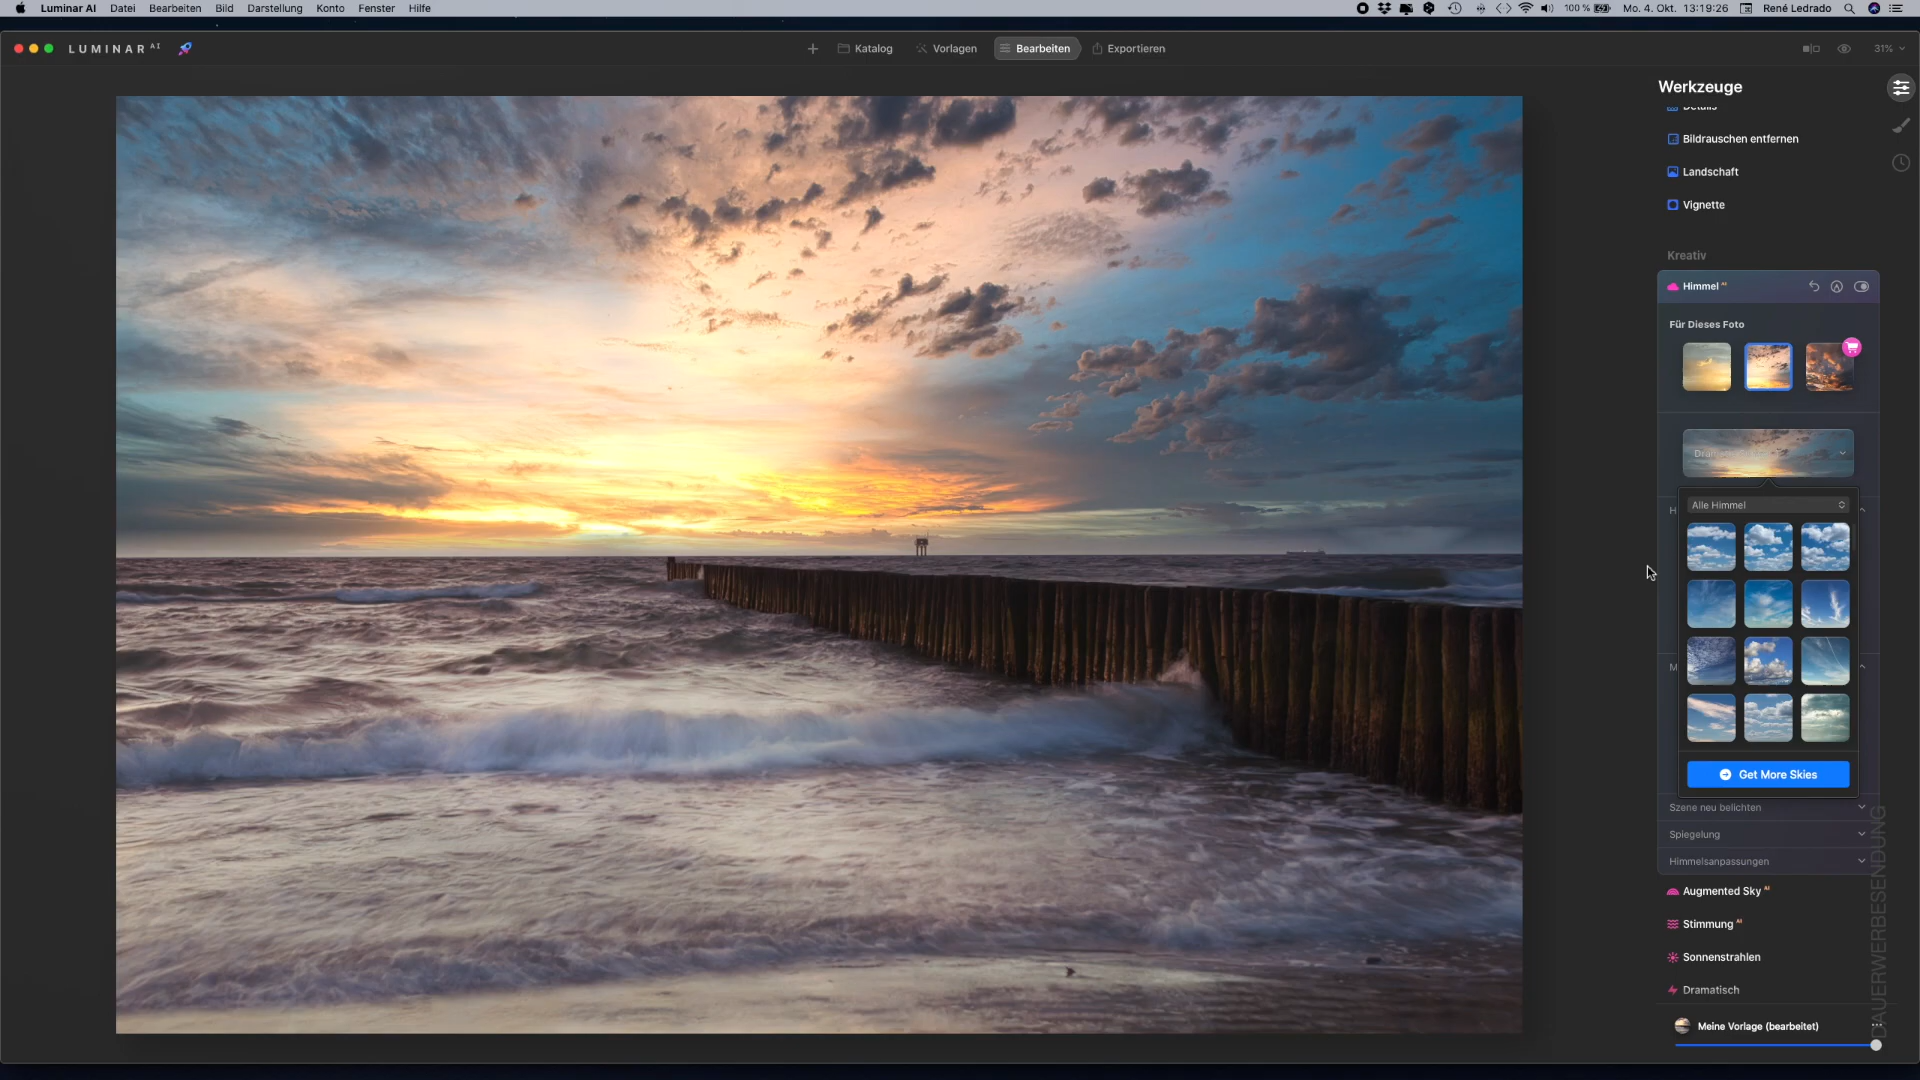 Luminar AI Datei Bearbeiten Bild Darstellung Konto Fenster Hilfe 100 % Mo. 4. Okt. 13:19:26 René Ledrado
LUMINAR AI Katalog Vorlagen Bearbeiten Exportieren 31%
Werkzeuge
Details
Bildrauschen entfernen
Landschaft
Vignette
Kreativ
Himmel AI
Für Dieses Foto
Alle Himmel
H
M
Get More Skies
Szene neu belichten
Spiegelung
Himmelsanpassungen
Augmented Sky AI
Stimmung AI
Sonnenstrahlen
Dramatisch
Meine Vorlage (bearbeitet)
DAUERWERBESENDUNG